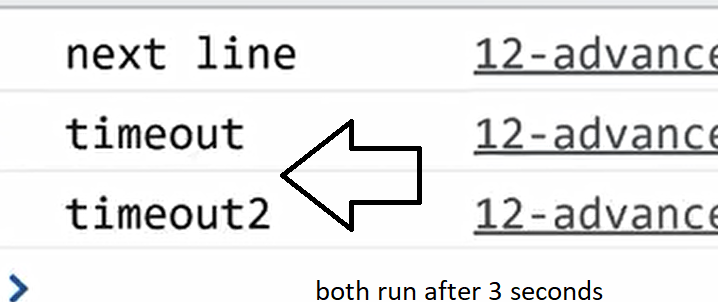 next line 12-advance
timeout 12-advance
timeout2 12-advance
both run after 3 seconds